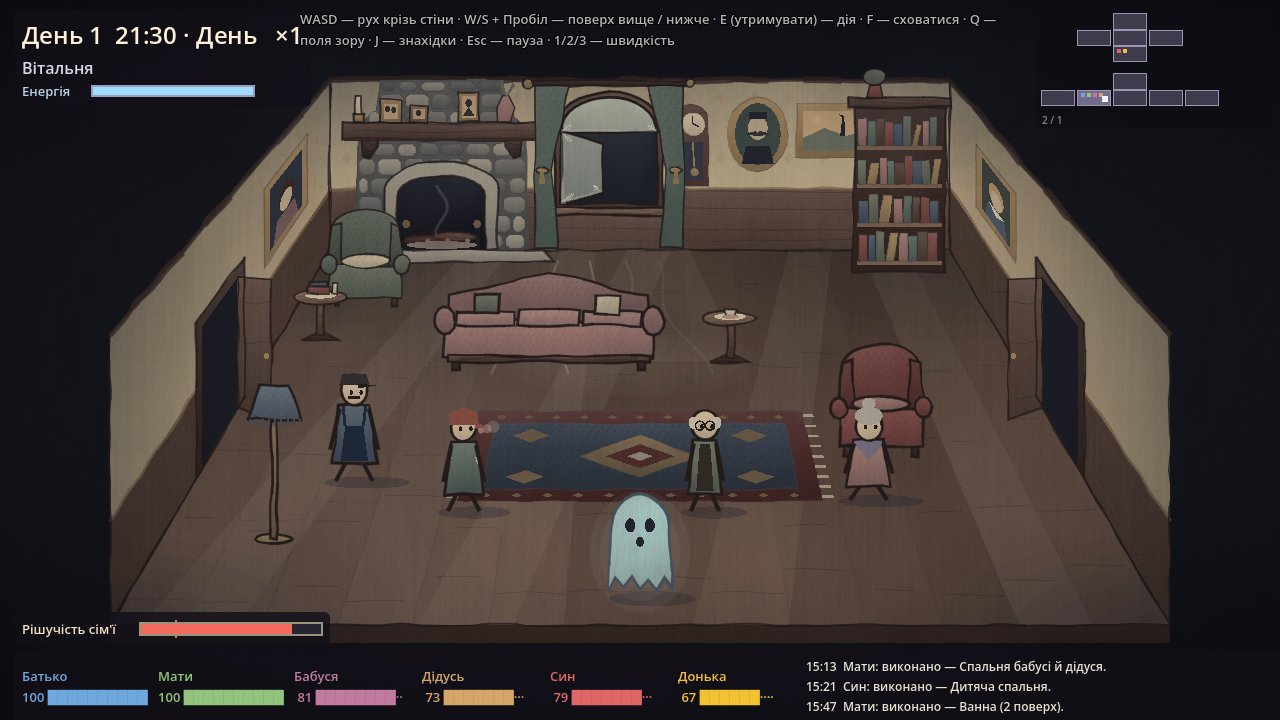 День 1  21:30 · День  ×1
WASD — рух крізь стіни · W/S + Пробіл — поверх вище / нижче · E (утримувати) — дія · F — сховатися · Q —
поля зору · J — знахідки · Esc — пауза · 1/2/3 — швидкість
Вітальня
Енергія
2 / 1
Рішучість сім'ї
Батько
100
Мати
100
Бабуся
81
Дідусь
73
Син
79
Донька
67
15:13 Мати: виконано — Спальня бабусі й дідуся.
15:21 Син: виконано — Дитяча спальня.
15:47 Мати: виконано — Ванна (2 поверх).